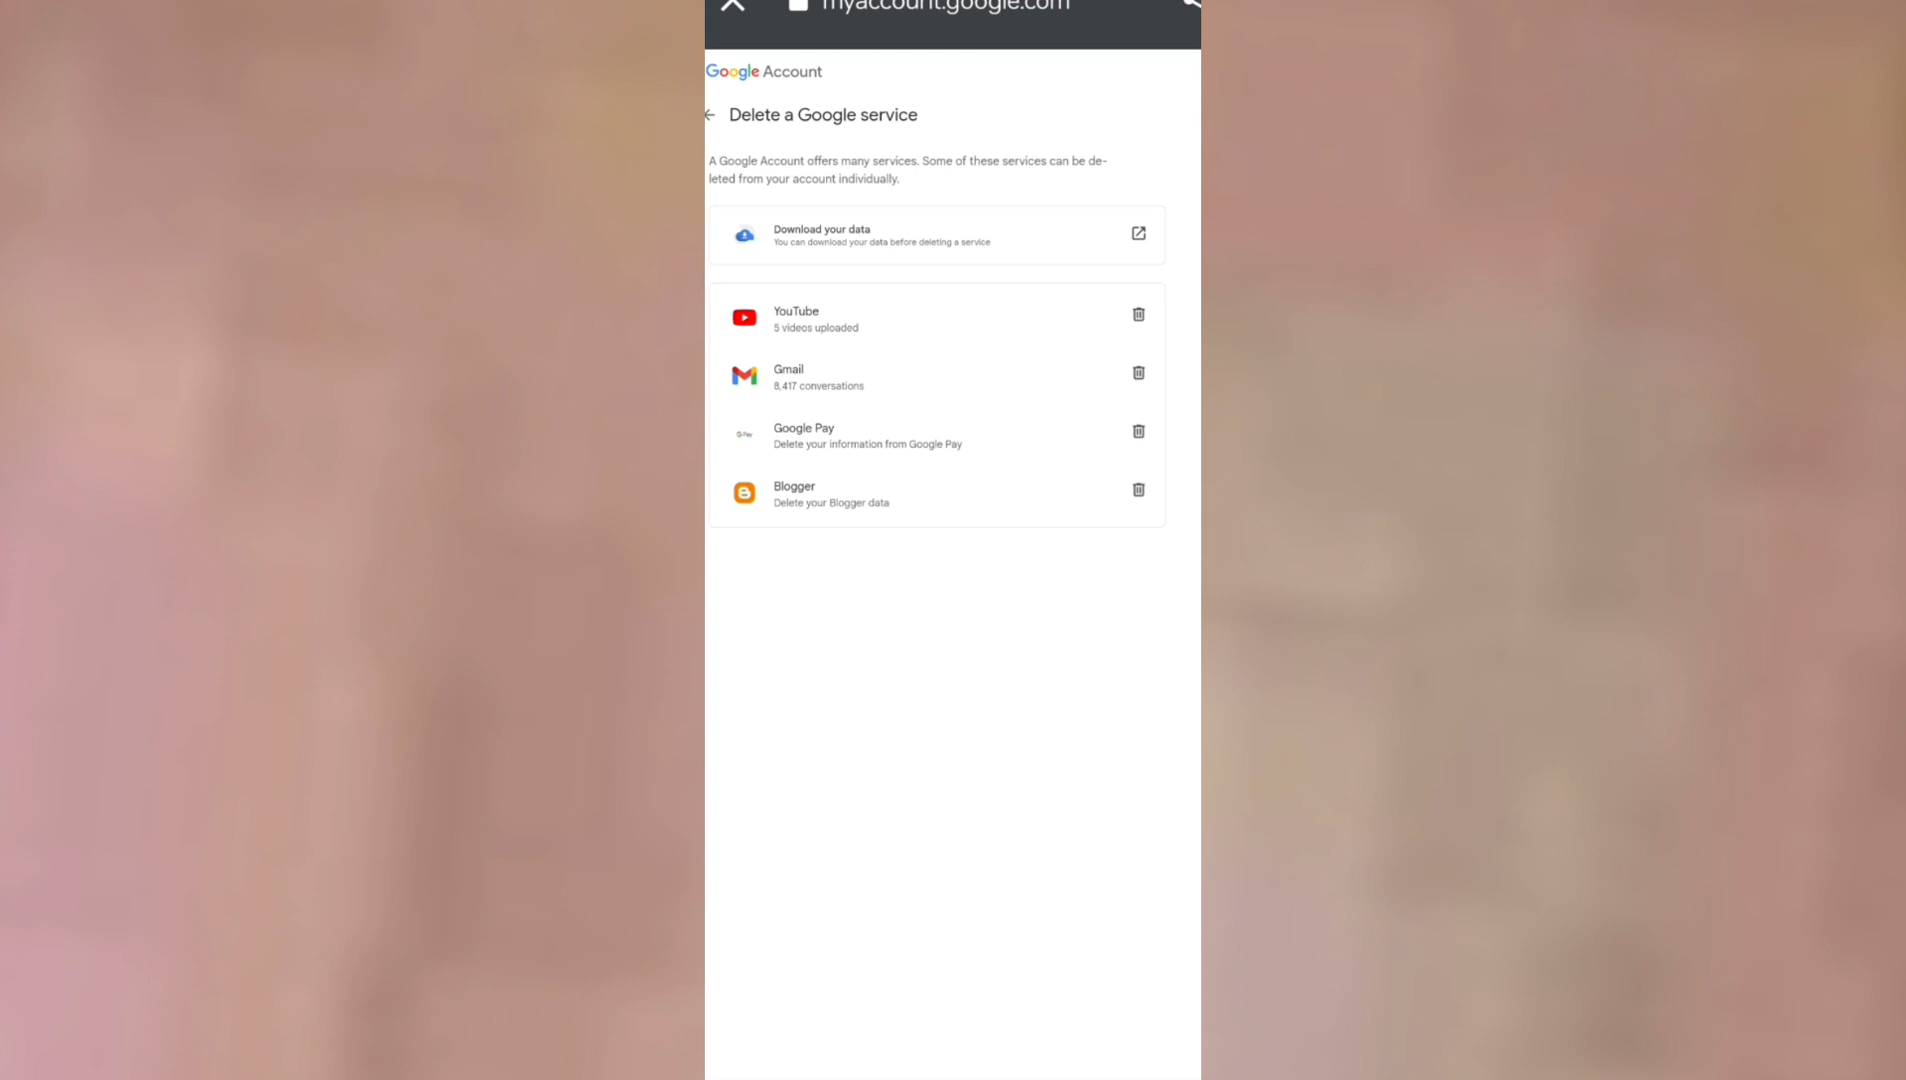 myaccount.google.com
Google Account
Delete a Google service
A Google Account offers many services. Some of these services can be de-
leted from your account individually.
Download your data
You can download your data before deleting a service
YouTube
5 videos uploaded
Gmail
8,417 conversations
G Pay
Google Pay
Delete your information from Google Pay
Blogger
Delete your Blogger data